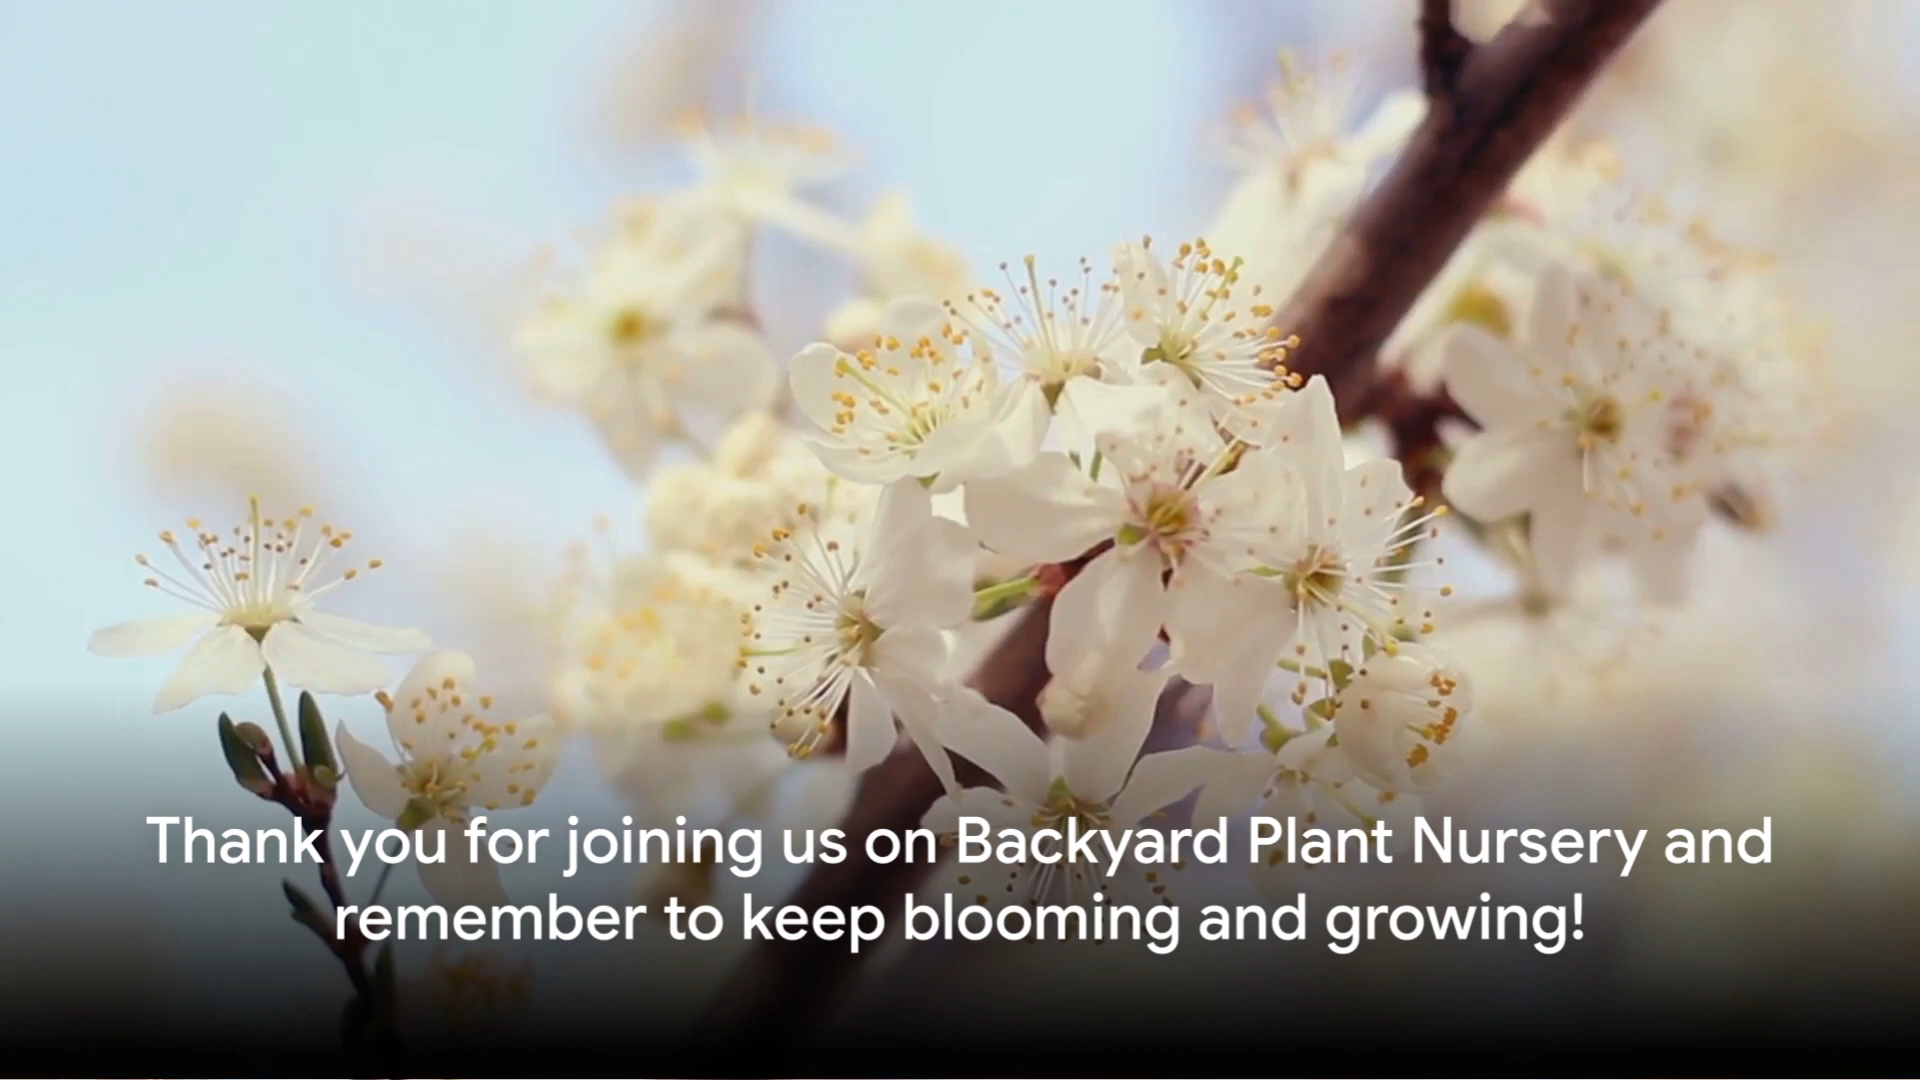 Thank you for joining us on Backyard Plant Nursery and
remember to keep blooming and growing!